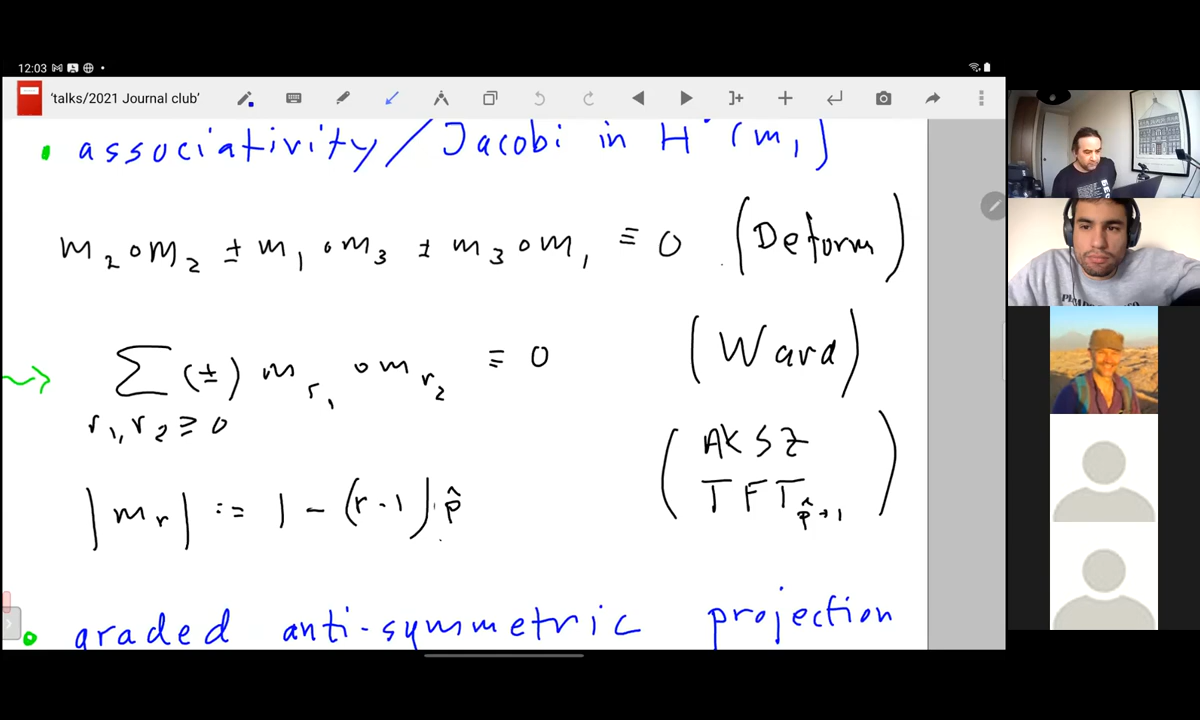 12:03
'talks/2021 Journal club'
• associativity/Jacobi in H˙(m₁)
m₂∘m₂ ± m₁∘m₃ ± m₃∘m₁ ≡ 0 (Deform)
∑ (±) m_{r₁} ∘ m_{r₂} ≡ 0 (Ward)
r₁, r₂ ≥ 0
(AKSZ
TFT_{p̂+1})
|m_r| := 1 - (r-1)·p̂
• graded anti-symmetric projection